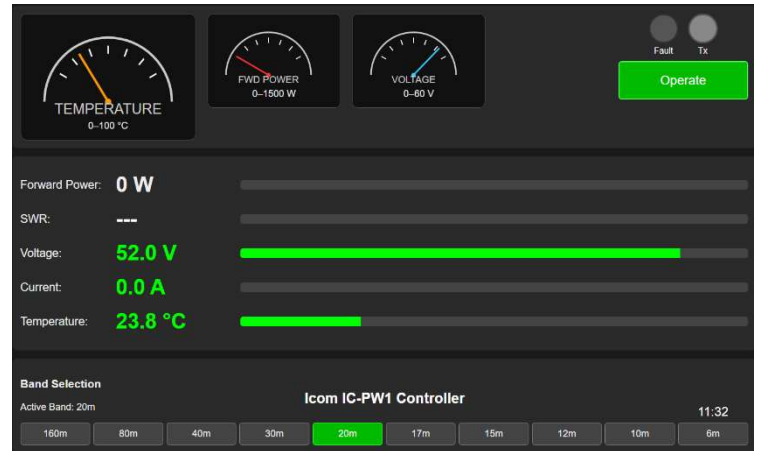 TEMPERATURE
0–100 °C
FWD POWER
0–1500 W
VOLTAGE
0–60 V
Fault
Tx
Operate
Forward Power: 0 W
SWR: ---
Voltage: 52.0 V
Current: 0.0 A
Temperature: 23.8 °C
Band Selection
Active Band: 20m
Icom IC-PW1 Controller
11:32
160m 80m 40m 30m 20m 17m 15m 12m 10m 6m